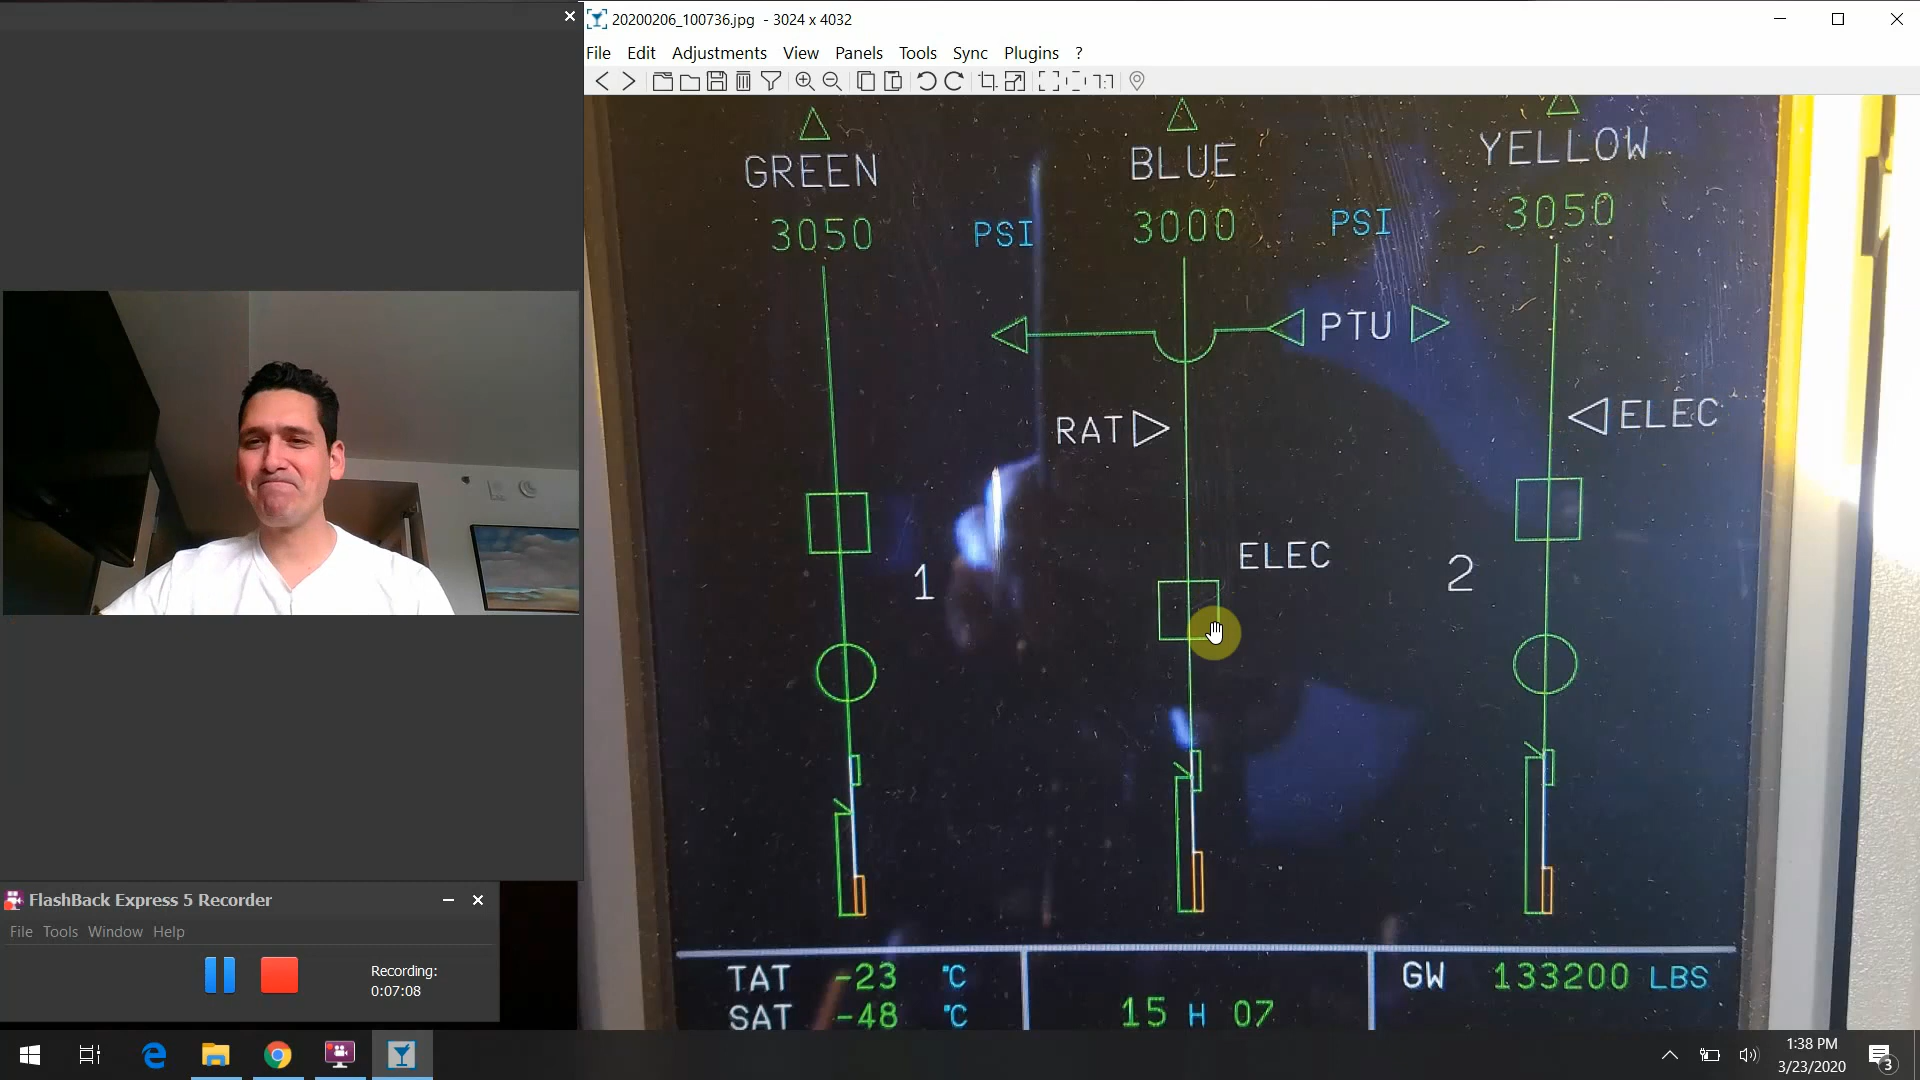 20200206_100736.jpg - 3024 x 4032
File Edit Adjustments View Panels Tools Sync Plugins ?
1:1
GREEN BLUE YELLOW
3050 PSI 3000 PSI 3050
PTU
RAT ELEC
ELEC
1 2
TAT -23 °C GW 133200 LBS
SAT -48 °C 15 H 07
FlashBack Express 5 Recorder
File Tools Window Help
Recording:
0:07:08
1:38 PM
3/23/2020
3